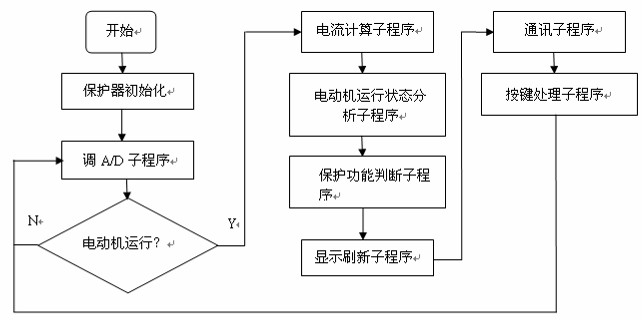 开始
保护器初始化
调 A/D 子程序
电动机运行？
N
Y
电流计算子程序
电动机运行状态分
析子程序
保护功能判断子程
序
显示刷新子程序
通讯子程序
按键处理子程序